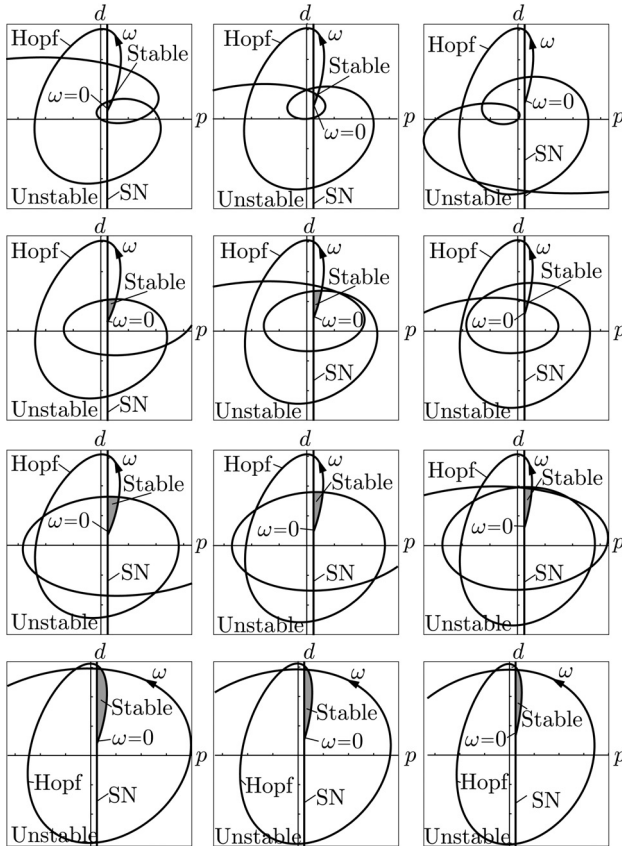 d
Hopf
ω
Stable
ω=0
p
Unstable
SN
d
Hopf
ω
Stable
ω=0
p
Unstable
SN
d
Hopf
ω
ω=0
p
Unstable
SN
d
Hopf
ω
Stable
ω=0
p
Unstable
SN
d
Hopf
ω
Stable
ω=0
p
Unstable
SN
d
Hopf
ω
Stable
ω=0
p
Unstable
SN
d
Hopf
ω
Stable
ω=0
p
SN
Unstable
d
Hopf
ω
Stable
ω=0
p
SN
Unstable
d
Hopf
ω
Stable
ω=0
p
SN
Unstable
d
ω
Stable
ω=0
p
Hopf
SN
Unstable
d
ω
Stable
ω=0
p
Hopf
SN
Unstable
d
ω
Stable
ω=0
p
Hopf
SN
Unstable